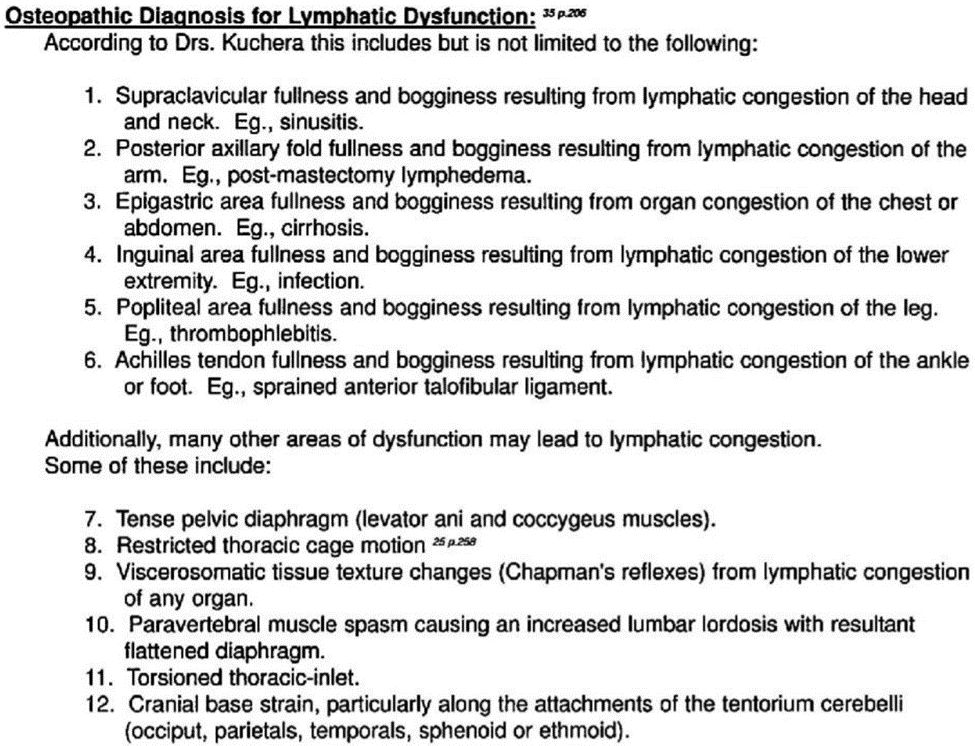 Osteopathic Diagnosis for Lymphatic Dysfunction: 35 p.206
According to Drs. Kuchera this includes but is not limited to the following:
1. Supraclavicular fullness and bogginess resulting from lymphatic congestion of the head
and neck. Eg., sinusitis.
2. Posterior axillary fold fullness and bogginess resulting from lymphatic congestion of the
arm. Eg., post-mastectomy lymphedema.
3. Epigastric area fullness and bogginess resulting from organ congestion of the chest or
abdomen. Eg., cirrhosis.
4. Inguinal area fullness and bogginess resulting from lymphatic congestion of the lower
extremity. Eg., infection.
5. Popliteal area fullness and bogginess resulting from lymphatic congestion of the leg.
Eg., thrombophlebitis.
6. Achilles tendon fullness and bogginess resulting from lymphatic congestion of the ankle
or foot. Eg., sprained anterior talofibular ligament.
Additionally, many other areas of dysfunction may lead to lymphatic congestion.
Some of these include:
7. Tense pelvic diaphragm (levator ani and coccygeus muscles).
8. Restricted thoracic cage motion 25 p.258
9. Viscerosomatic tissue texture changes (Chapman's reflexes) from lymphatic congestion
of any organ.
10. Paravertebral muscle spasm causing an increased lumbar lordosis with resultant
flattened diaphragm.
11. Torsioned thoracic-inlet.
12. Cranial base strain, particularly along the attachments of the tentorium cerebelli
(occiput, parietals, temporals, sphenoid or ethmoid).